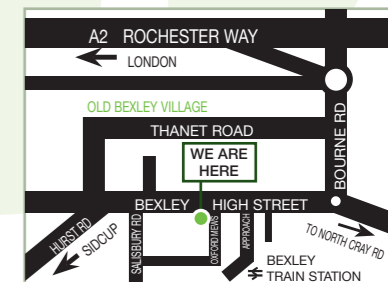 A2 ROCHESTER WAY
LONDON
OLD BEXLEY VILLAGE
THANET ROAD
WE ARE
HERE
BOURNE RD
BEXLEY HIGH STREET
HURST RD
SIDCUP
SALISBURY RD
OXFORD MEWS
APPROACH
TO NORTH CRAY RD
BEXLEY
TRAIN STATION